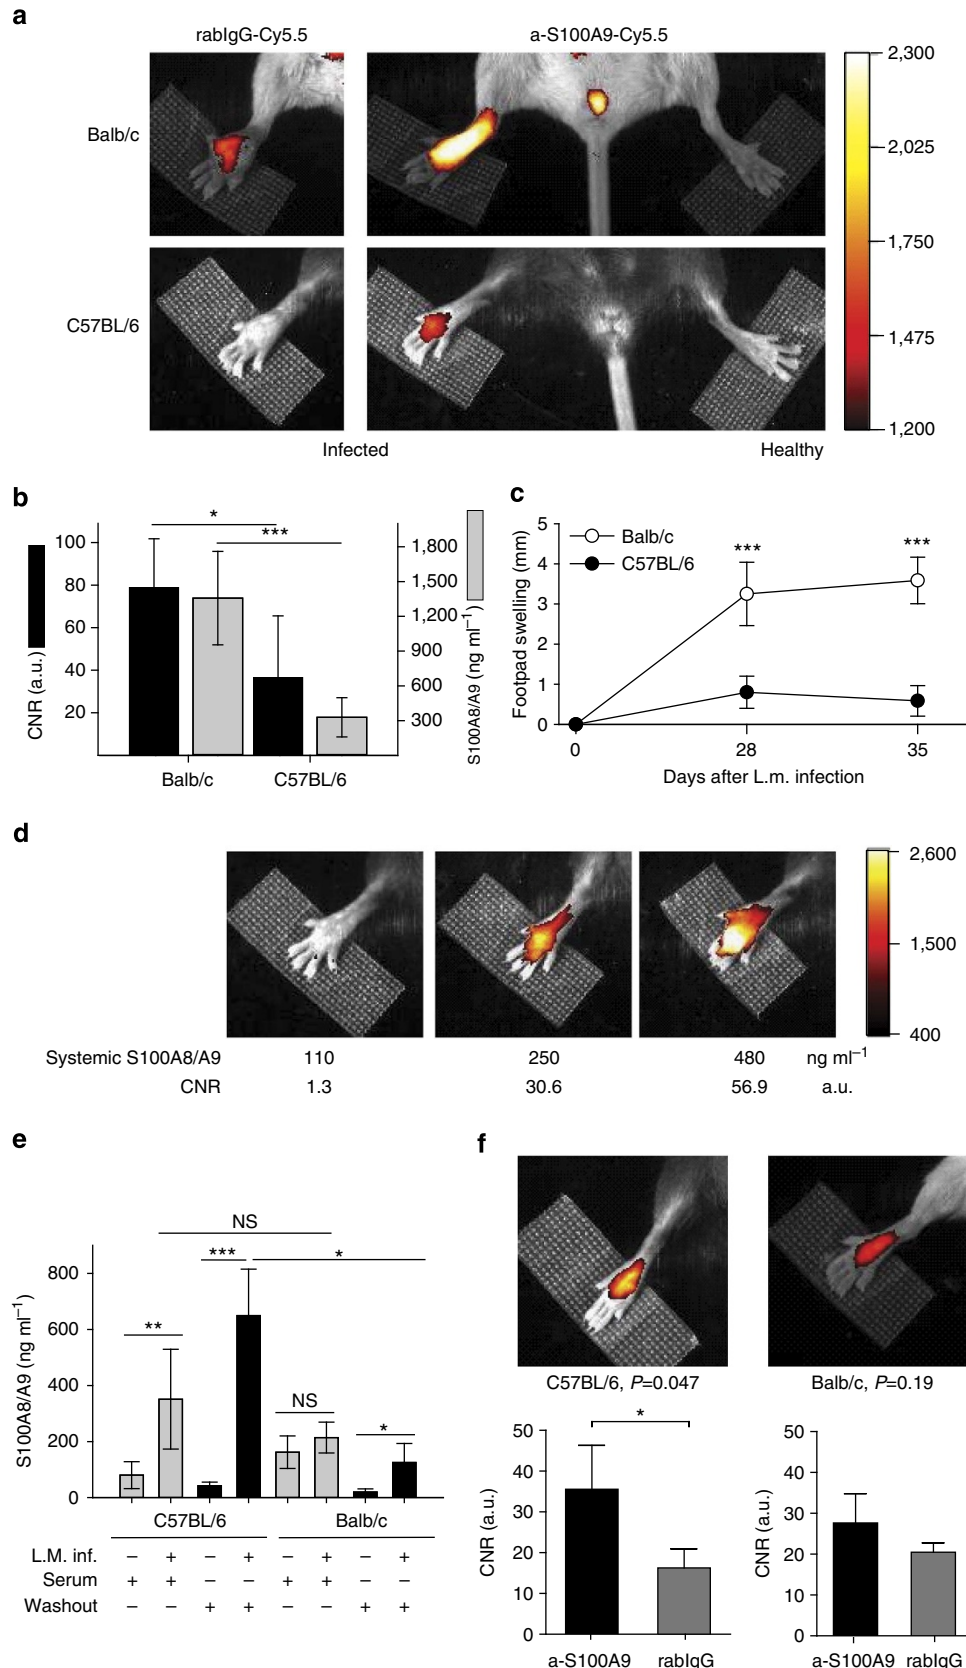 a
rabIgG-Cy5.5
a-S100A9-Cy5.5
Balb/c
C57BL/6
2,300
2,025
1,750
1,475
1,200
Infected
Healthy
b
CNR (a.u.)
100
80
60
40
20
*
***
1,800
1,500
1,200
900
600
300
S100A8/A9 (ng ml⁻¹)
Balb/c
C57BL/6
c
Footpad swelling (mm)
5
4
3
2
1
0
Balb/c
C57BL/6
***
***
0
28
35
Days after L.m. infection
d
2,600
1,500
400
Systemic S100A8/A9 110 250 480 ng ml⁻¹
CNR 1.3 30.6 56.9 a.u.
e
S100A8/A9 (ng ml⁻¹)
800
600
400
200
0
NS
***
*
**
NS
*
C57BL/6
Balb/c
L.M. inf. – + – + – + – +
Serum + + – – + + – –
Washout – – + + – – + +
f
C57BL/6, P=0.047
Balb/c, P=0.19
CNR (a.u.)
50
40
30
20
10
0
*
a-S100A9 rabIgG
CNR (a.u.)
50
40
30
20
10
0
a-S100A9 rabIgG